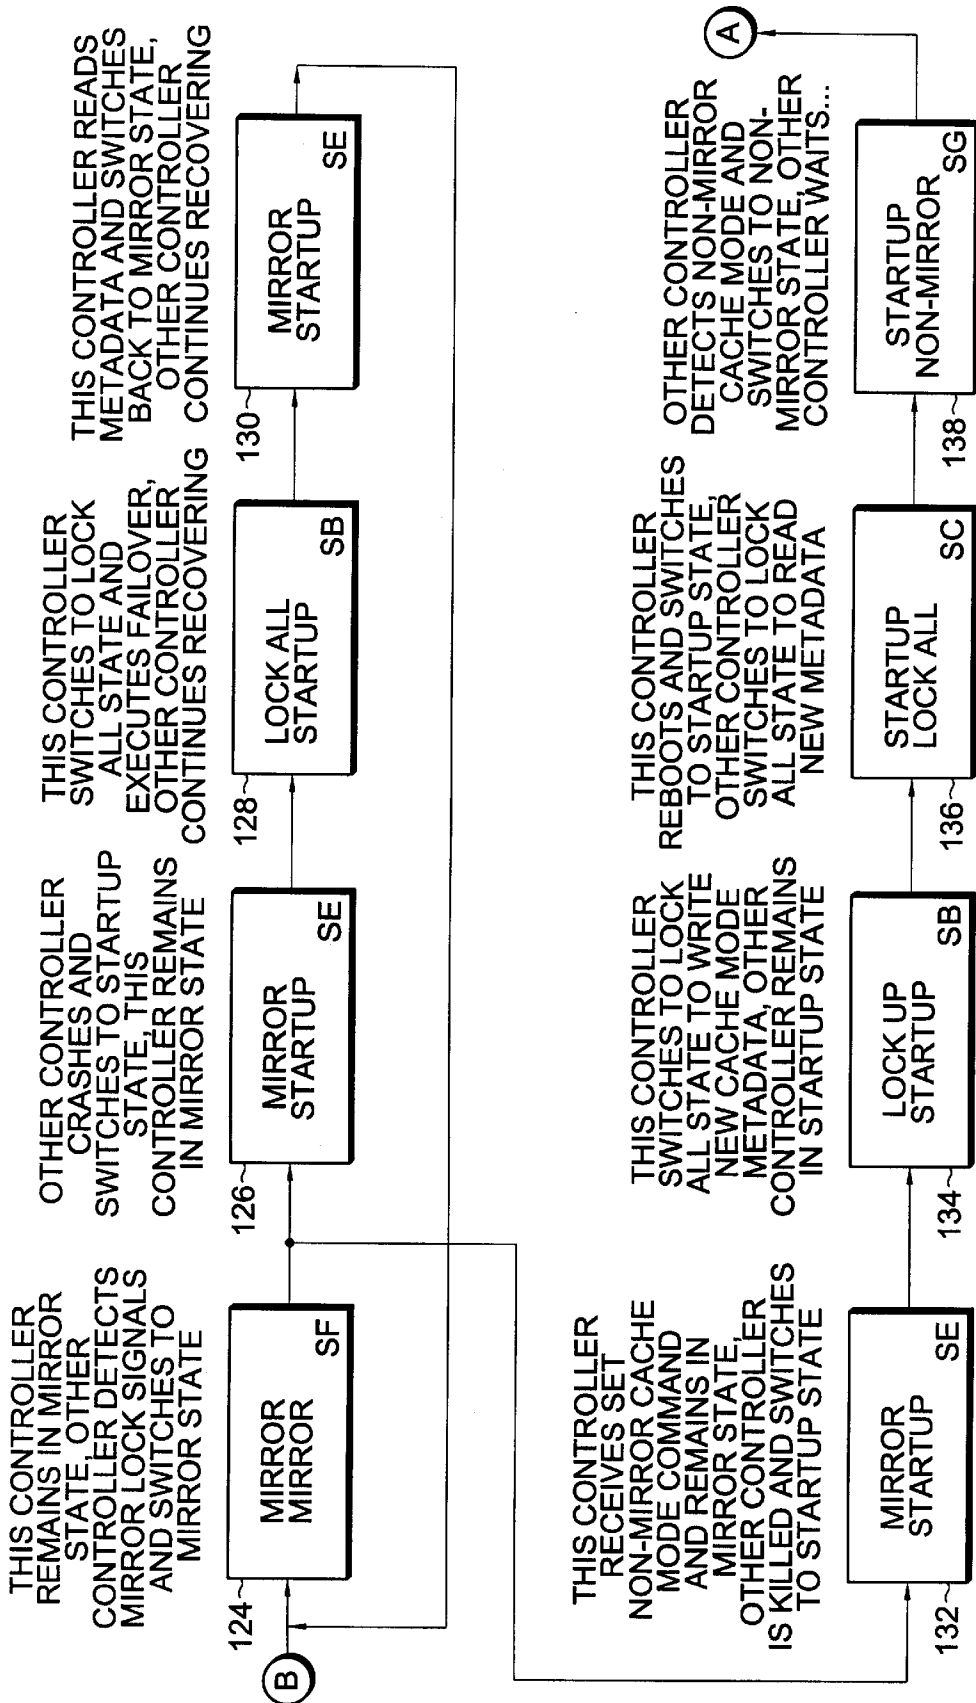 THIS CONTROLLER
REMAINS IN MIRROR
STATE, OTHER
CONTROLLER DETECTS
MIRROR LOCK SIGNALS
AND SWITCHES TO
MIRROR STATE
B
124
MIRROR
MIRROR
SF
OTHER CONTROLLER
CRASHES AND
SWITCHES TO STARTUP
STATE, THIS
CONTROLLER REMAINS
IN MIRROR STATE
126
MIRROR
STARTUP
SE
THIS CONTROLLER
SWITCHES TO LOCK
ALL STATE AND
EXECUTES FAILOVER,
OTHER CONTROLLER
CONTINUES RECOVERING
128
LOCK ALL
STARTUP
SB
THIS CONTROLLER READS
METADATA AND SWITCHES
BACK TO MIRROR STATE,
OTHER CONTROLLER
CONTINUES RECOVERING
130
MIRROR
STARTUP
SE
THIS CONTROLLER
RECEIVES SET
NON-MIRROR CACHE
MODE COMMAND
AND REMAINS IN
MIRROR STATE,
OTHER CONTROLLER
IS KILLED AND SWITCHES
TO STARTUP STATE
132
MIRROR
STARTUP
SE
THIS CONTROLLER
SWITCHES TO LOCK
ALL STATE TO WRITE
NEW CACHE MODE
METADATA, OTHER
CONTROLLER REMAINS
IN STARTUP STATE
134
LOCK UP
STARTUP
SB
THIS CONTROLLER
REBOOTS AND SWITCHES
TO STARTUP STATE,
OTHER CONTROLLER
SWITCHES TO LOCK
ALL STATE TO READ
NEW METADATA
136
STARTUP
LOCK ALL
SC
OTHER CONTROLLER
DETECTS NON-MIRROR
CACHE MODE AND
SWITCHES TO NON-
MIRROR STATE, OTHER
CONTROLLER WAITS...
138
STARTUP
NON-MIRROR
SG
A